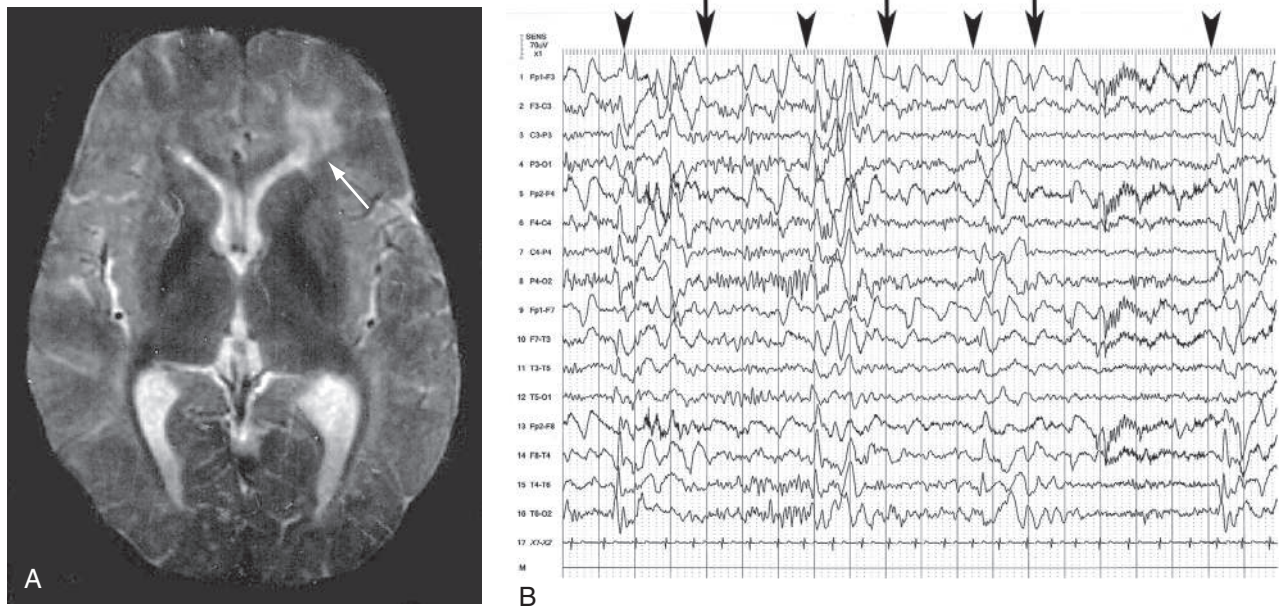 A
SENS
70uV
X1
1 Fp1-F3
2 F3-C3
3 C3-P3
4 P3-O1
5 Fp2-F4
6 F4-C4
7 C4-P4
8 P4-O2
9 Fp1-F7
10 F7-T3
11 T3-T5
12 T5-O1
13 Fp2-F8
14 F8-T4
15 T4-T6
16 T6-O2
17 X1-X2
M
B